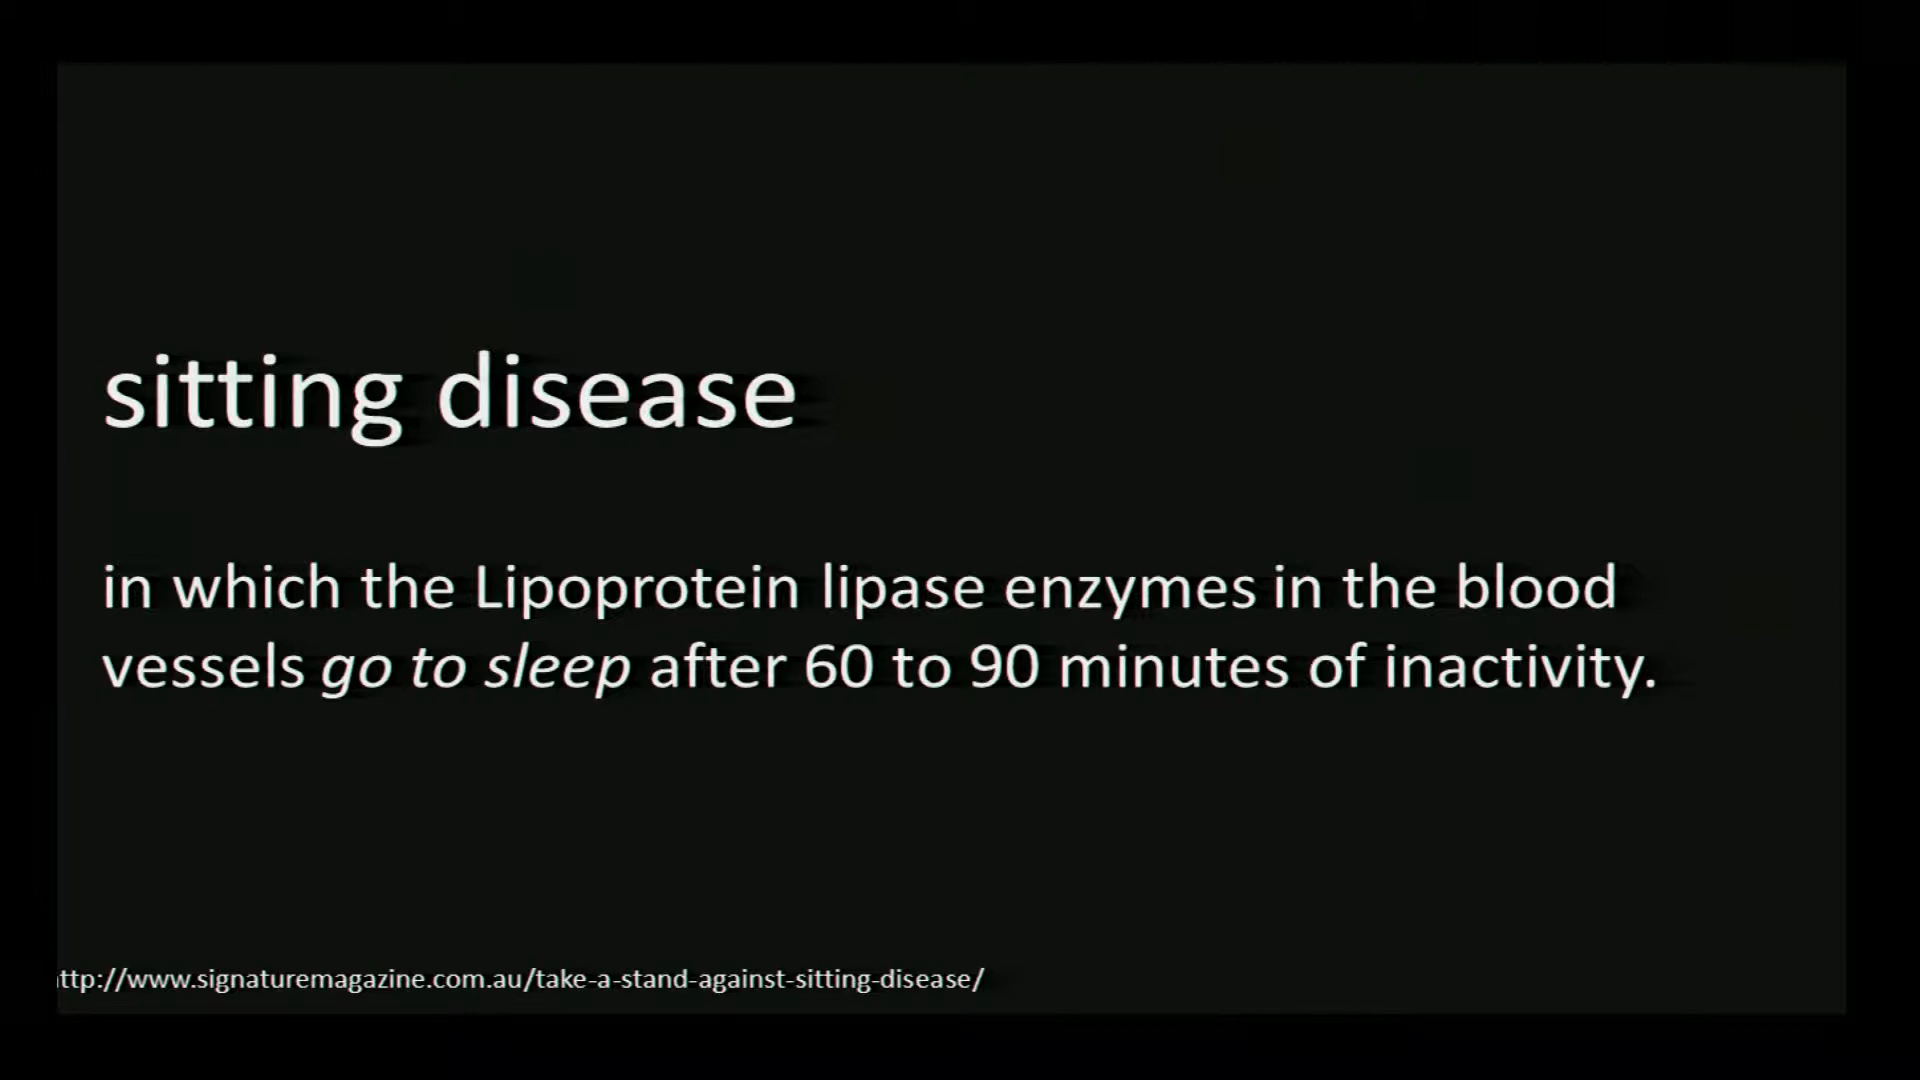 sitting disease
in which the Lipoprotein lipase enzymes in the blood
vessels go to sleep after 60 to 90 minutes of inactivity.
ttp://www.signaturemagazine.com.au/take-a-stand-against-sitting-disease/